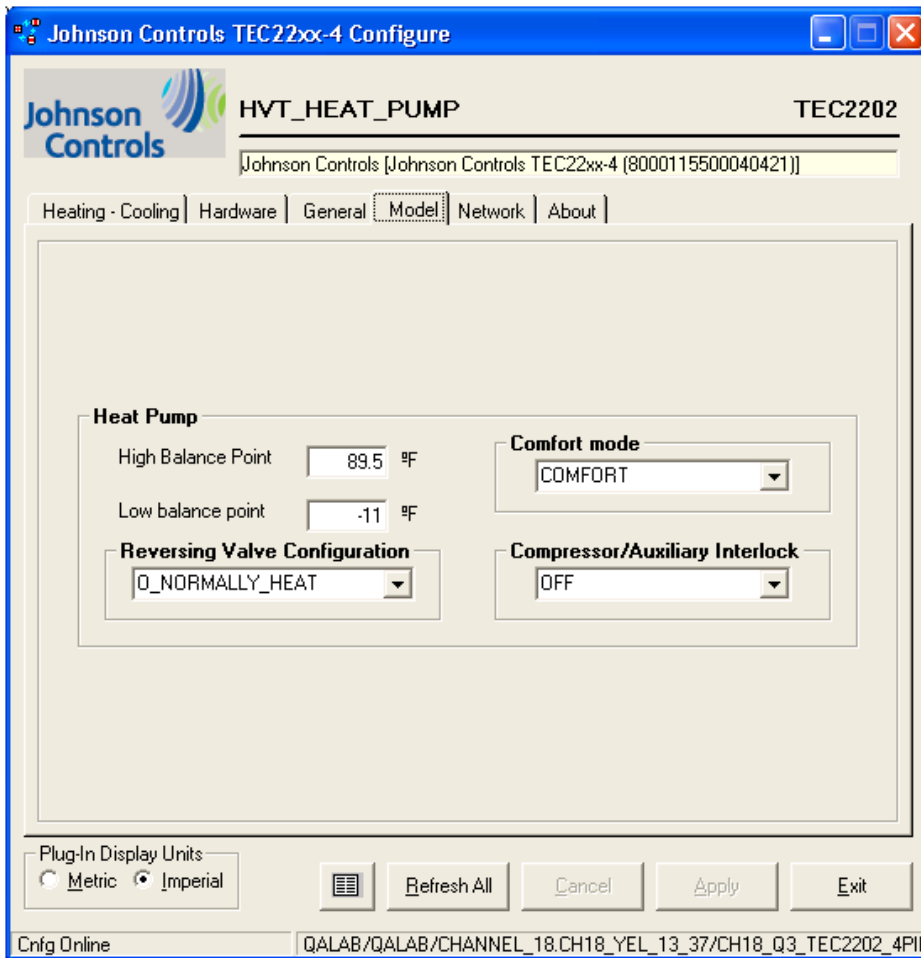 Johnson Controls TEC22xx-4 Configure
Johnson
Controls
HVT_HEAT_PUMP
TEC2202
Johnson Controls [Johnson Controls TEC22xx-4 (8000115500040421)]
Heating - Cooling Hardware General Model Network About
Heat Pump
High Balance Point 89.5 ºF
Low balance point -11 ºF
Comfort mode
COMFORT
Reversing Valve Configuration
O_NORMALLY_HEAT
Compressor/Auxiliary Interlock
OFF
Plug-In Display Units
Metric Imperial
Refresh All Cancel Apply Exit
Cnfg Online
QALAB/QALAB/CHANNEL_18.CH18_YEL_13_37/CH18_Q3_TEC2202_4PI